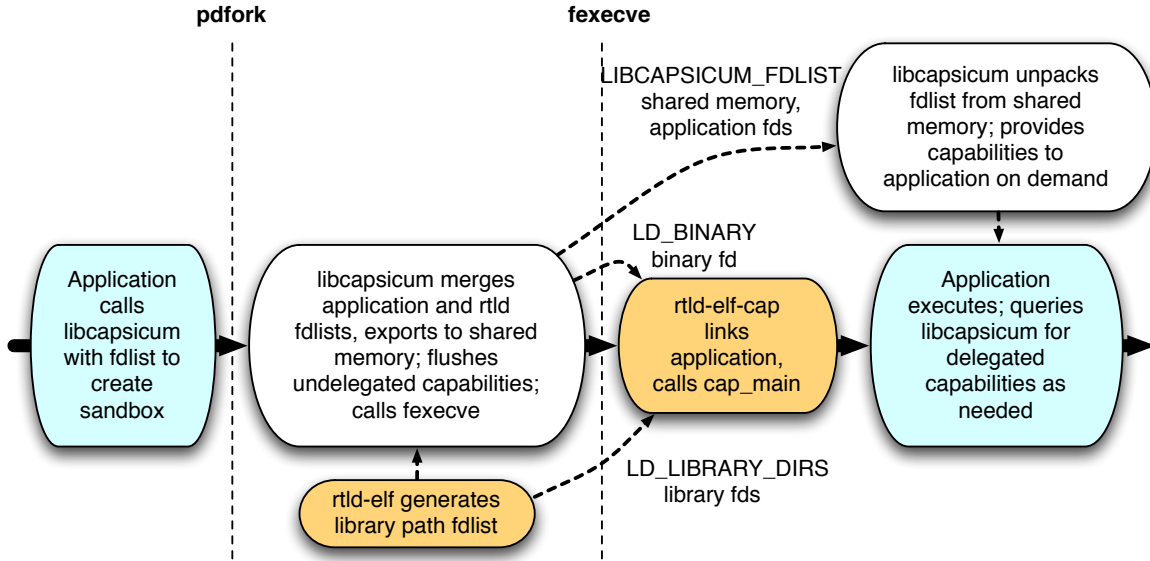 pdfork
fexecve
Application
calls
libcapsicum
with fdlist to
create
sandbox
libcapsicum merges
application and rtld
fdlists, exports to shared
memory; flushes
undelegated capabilities;
calls fexecve
rtld-elf generates
library path fdlist
LIBCAPSICUM_FDLIST
shared memory,
application fds
LD_BINARY
binary fd
rtld-elf-cap
links
application,
calls cap_main
LD_LIBRARY_DIRS
library fds
libcapsicum unpacks
fdlist from shared
memory; provides
capabilities to
application on demand
Application
executes; queries
libcapsicum for
delegated
capabilities as
needed